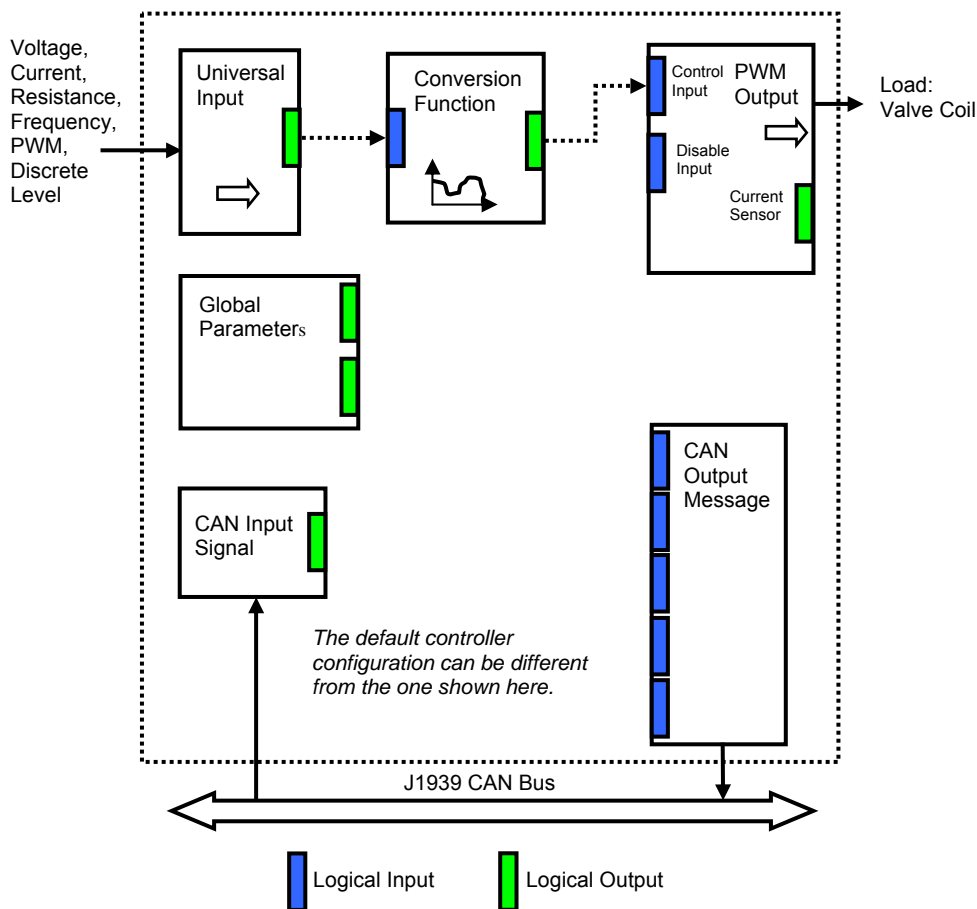 Voltage,
Current,
Resistance,
Frequency,
PWM,
Discrete
Level
Universal
Input
Conversion
Function
Control
Input
PWM
Output
Disable
Input
Current
Sensor
Load:
Valve Coil
Global
Parameters
CAN Input
Signal
CAN
Output
Message
The default controller
configuration can be different
from the one shown here.
J1939 CAN Bus
Logical Input
Logical Output